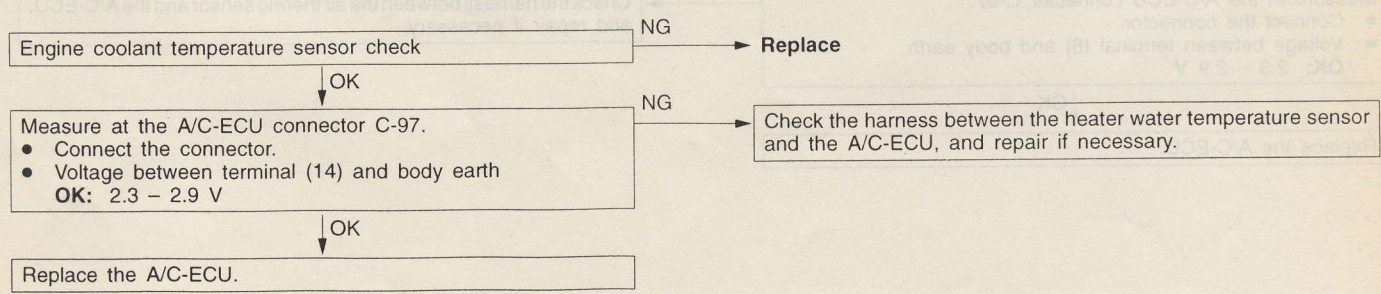 Engine coolant temperature sensor check
NG
Replace
OK
Measure at the A/C-ECU connector C-97.
● Connect the connector.
● Voltage between terminal (14) and body earth
OK: 2.3 – 2.9 V
NG
Check the harness between the heater water temperature sensor
and the A/C-ECU, and repair if necessary.
OK
Replace the A/C-ECU.